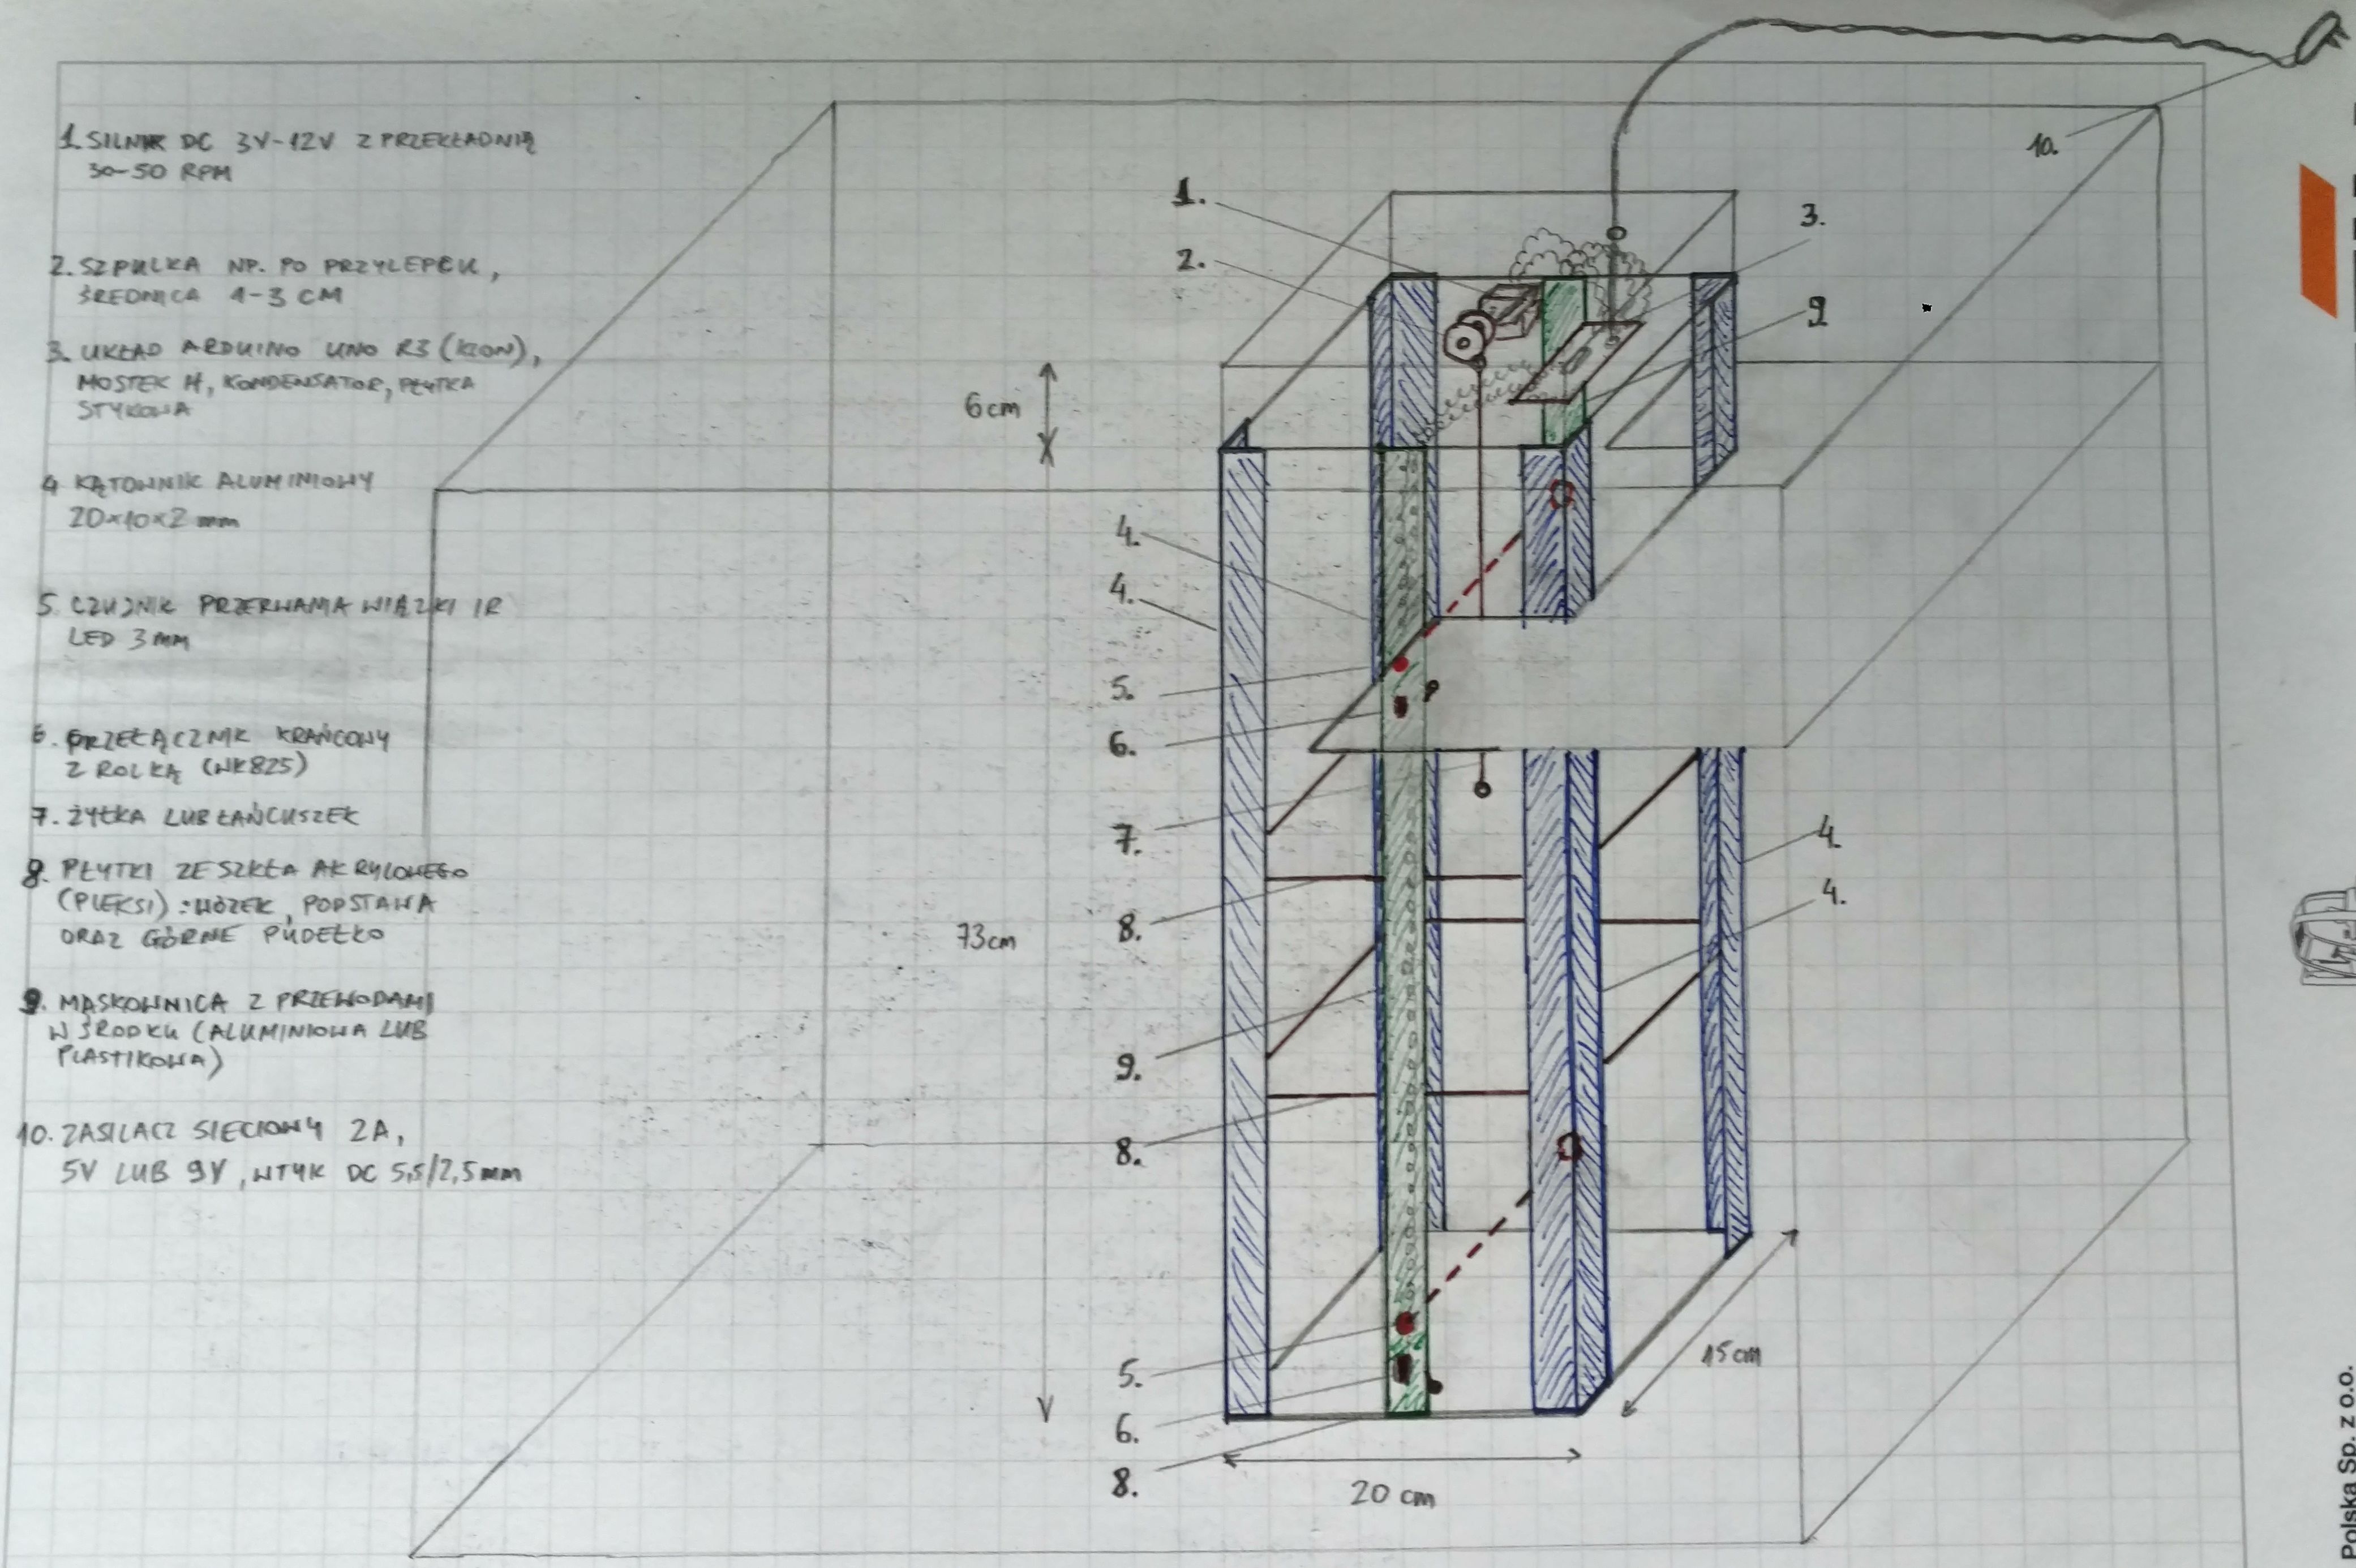 1. SILNIK DC 3V-12V Z PRZEKŁADNIĄ
30-50 RPM
2. SZPULKA NP. PO PRZYLEPCU,
ŚREDNICA 1-3 CM
3. UKŁAD ARDUINO UNO R3 (KLON),
MOSTEK H, KONDENSATOR, PŁYTKA
STYKOWA
4 KĄTOWNIK ALUMINIOWY
20×10×2 mm
5. CZUJNIK PRZERWANIA WIĄZKI IR
LED 3 mm
6. PRZEŁĄCZNIK KRAŃCOWY
Z ROLKĄ (WK825)
7. ŻYŁKA LUB ŁAŃCUSZEK
8. PŁYTKI ZE SZKŁA AKRYLOWEGO
(PLEKSI): WÓZEK, PODSTAWA
ORAZ GÓRNE PUDEŁKO
9. MASKOWNICA Z PRZEWODAMI
W ŚRODKU (ALUMINIOWA LUB
PLASTIKOWA)
10. ZASILACZ SIECIOWY 2A,
5V LUB 9V, WTYK DC 5,5/2,5mm
10.
1.
3.
2.
9
6cm
4.
4.
5.
6.
7.
4.
4.
8.
73cm
9.
8.
15cm
5.
6.
8.
20 cm
Polska Sp. z o.o.